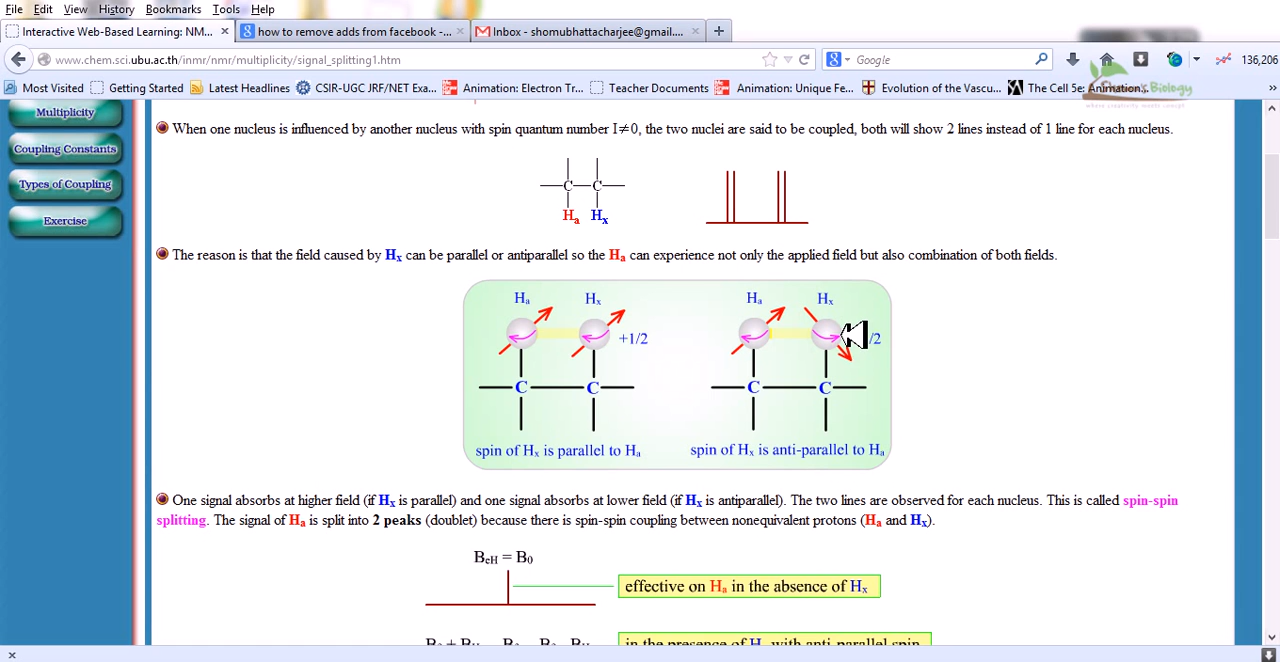 File Edit View History Bookmarks Tools Help
Interactive Web-Based Learning: NM... × how to remove adds from facebook -... × Inbox - shomubhattacharjee@gmail.... × +
www.chem.sci.ubu.ac.th/inmr/nmr/multiplicity/signal_splitting1.htm Google 136,206
Most Visited Getting Started Latest Headlines CSIR-UGC JRF/NET Exa... Animation: Electron Tr... Teacher Documents Animation: Unique Fe... Evolution of the Vascu... The Cell 5e: Animation... »
Biology
Multiplicity
Coupling Constants
Types of Coupling
Exercise
When one nucleus is influenced by another nucleus with spin quantum number I≠0, the two nuclei are said to be coupled, both will show 2 lines instead of 1 line for each nucleus.
C C
Ha Hx
The reason is that the field caused by Hx can be parallel or antiparallel so the Ha can experience not only the applied field but also combination of both fields.
Ha Hx Ha Hx
+1/2 /2
C C C C
spin of Hx is parallel to Ha spin of Hx is anti-parallel to Ha
One signal absorbs at higher field (if Hx is parallel) and one signal absorbs at lower field (if Hx is antiparallel). The two lines are observed for each nucleus. This is called spin-spin
splitting. The signal of Ha is split into 2 peaks (doublet) because there is spin-spin coupling between nonequivalent protons (Ha and Hx).
BeH = B0
effective on Ha in the absence of Hx
in the presence of H with anti-parallel spin